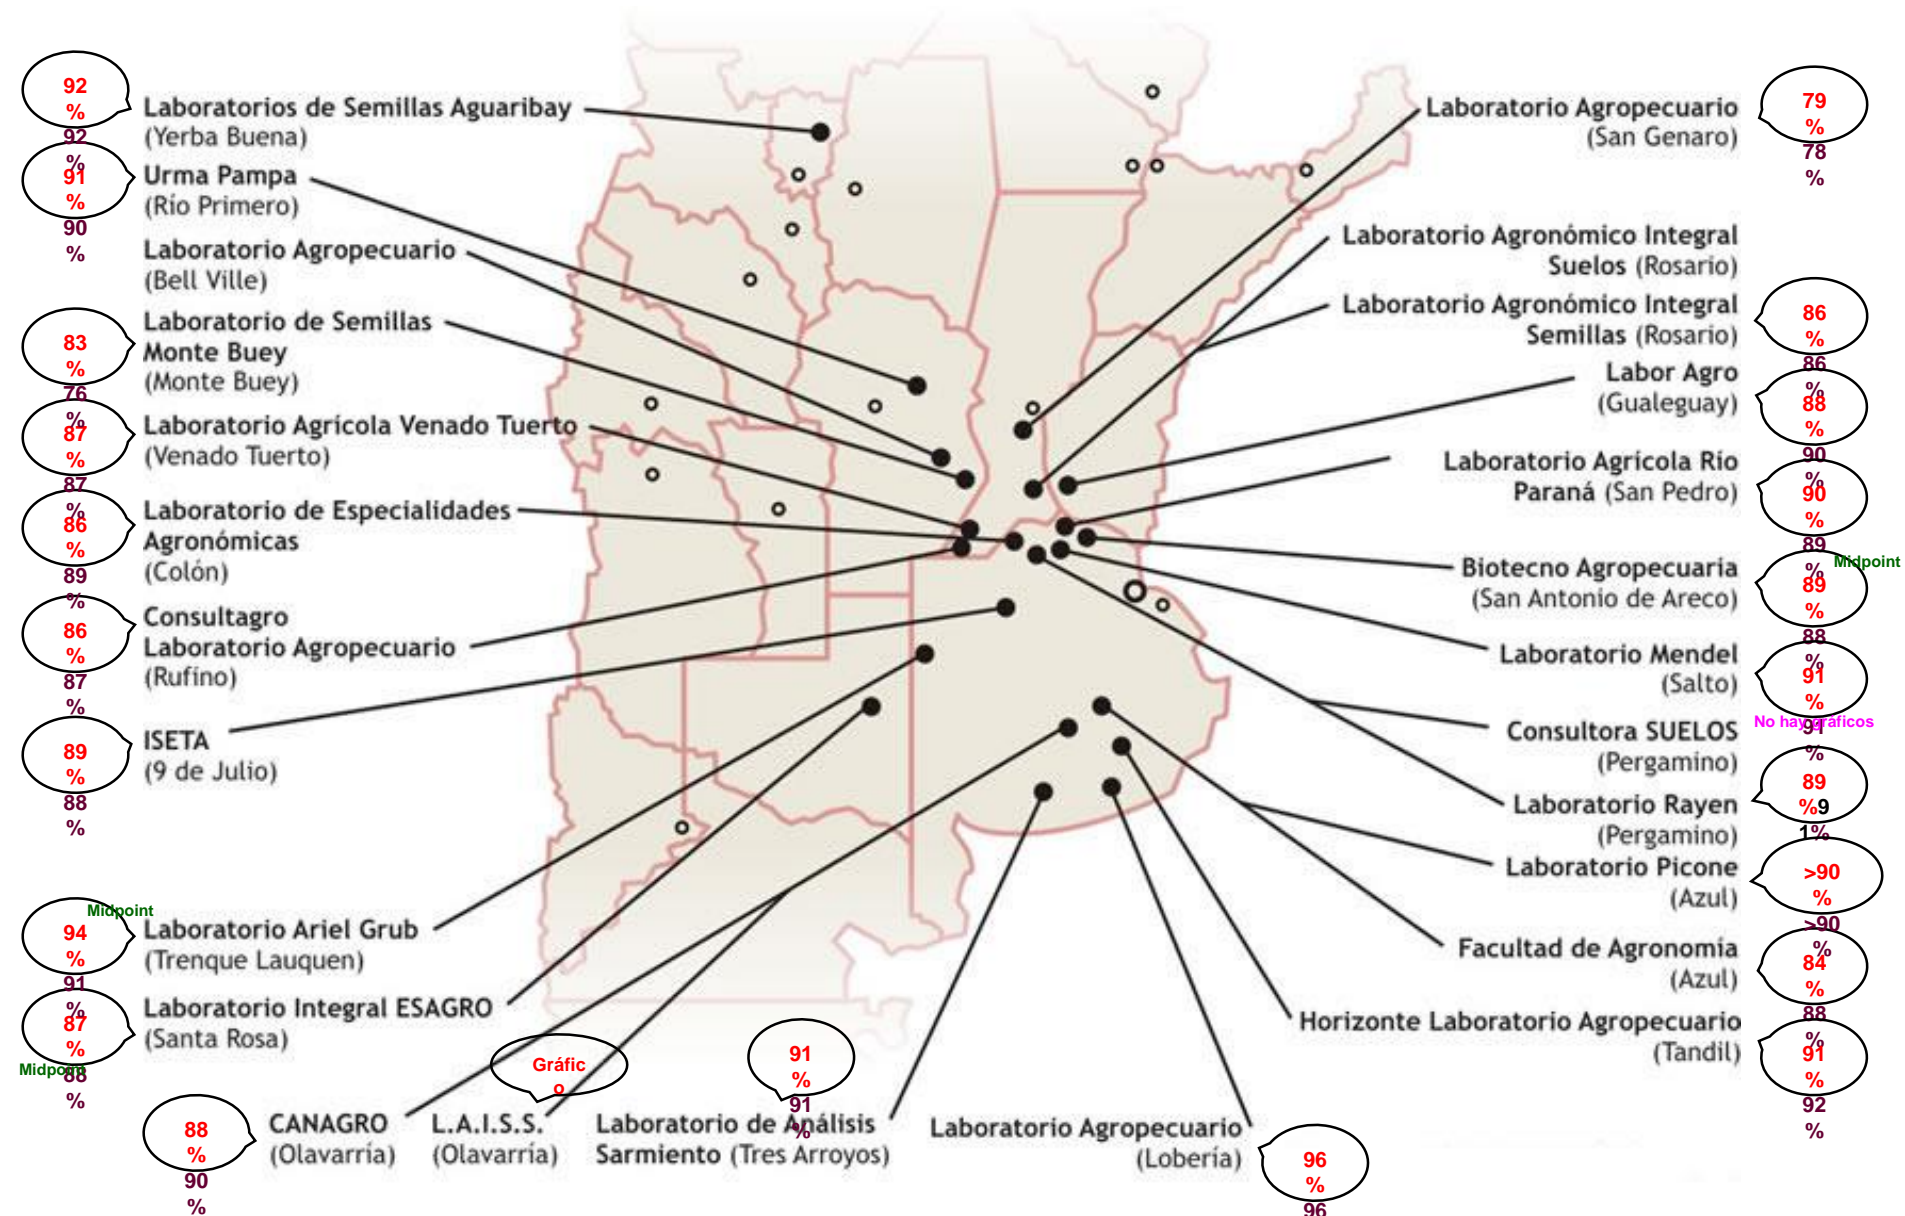 92
%
92
%
Laboratorios de Semillas Aguaribay
(Yerba Buena)
91
%
90
%
Urma Pampa
(Río Primero)
Laboratorio Agropecuario
(Bell Ville)
83
%
76
%
Laboratorio de Semillas
Monte Buey
(Monte Buey)
87
%
87
%
Laboratorio Agrícola Venado Tuerto
(Venado Tuerto)
86
%
89
%
Laboratorio de Especialidades
Agronómicas
(Colón)
86
%
87
%
Consultagro
Laboratorio Agropecuario
(Rufíno)
89
%
88
%
ISETA
(9 de Julio)
Midpoint
94
%
91
%
Laboratorio Ariel Grub
(Trenque Lauquen)
87
%
88
%
Midpoint
Laboratorio Integral ESAGRO
(Santa Rosa)
88
%
90
%
CANAGRO
(Olavarría)
Gráfic
o
L.A.I.S.S.
(Olavarría)
91
%
91
%
Laboratorio de Análisis
Sarmiento (Tres Arroyos)
Laboratorio Agropecuario
(Lobería)
96
%
96
Laboratorio Agropecuario
(San Genaro)
79
%
78
%
Laboratorio Agronómico Integral
Suelos (Rosario)
Laboratorio Agronómico Integral
Semillas (Rosario)
86
%
86
%
Labor Agro
(Gualeguay)
88
%
90
%
Laboratorio Agrícola Río
Paraná (San Pedro)
90
%
89
%
Midpoint
Biotecno Agropecuaria
(San Antonio de Areco)
89
%
88
%
Laboratorio Mendel
(Salto)
91
%
91
%
No hay gráficos
Consultora SUELOS
(Pergamino)
89
%9
1%
Laboratorio Rayen
(Pergamino)
Laboratorio Picone
(Azul)
>90
%
>90
%
Facultad de Agronomía
(Azul)
84
%
88
%
Horizonte Laboratorio Agropecuario
(Tandil)
91
%
92
%